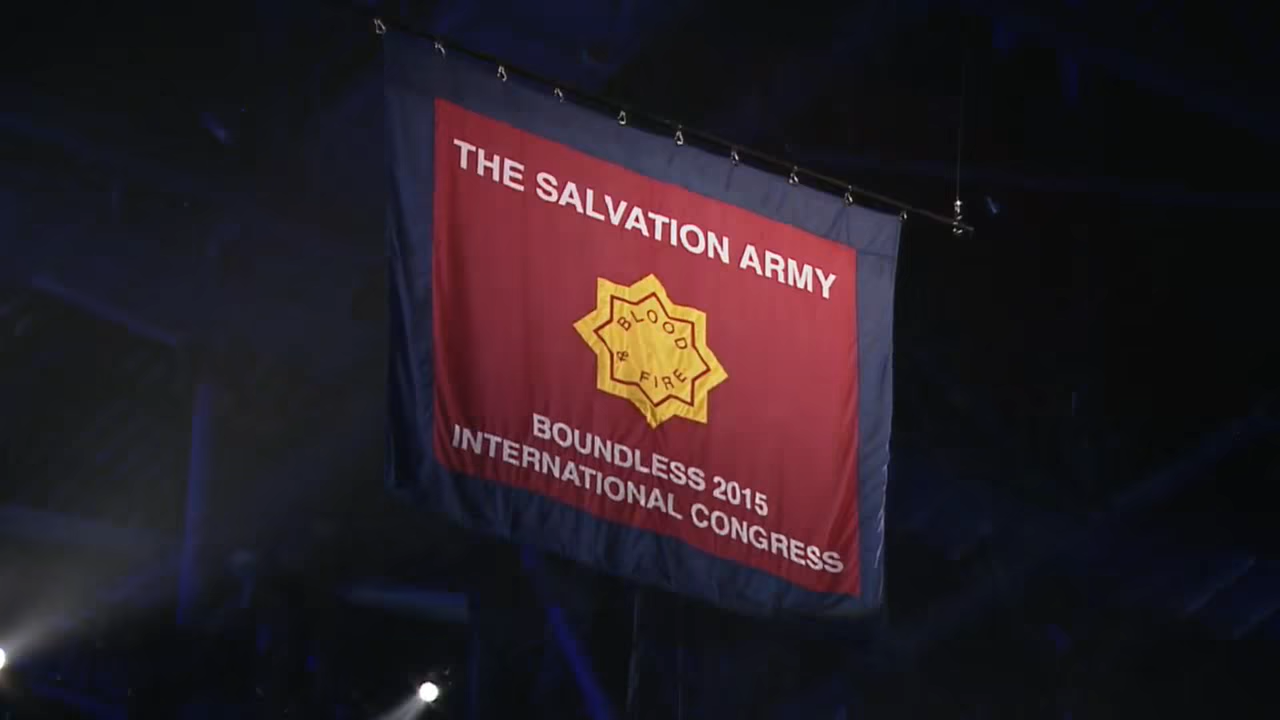 THE SALVATION ARMY
BLOOD
& FIRE
BOUNDLESS 2015
INTERNATIONAL CONGRESS